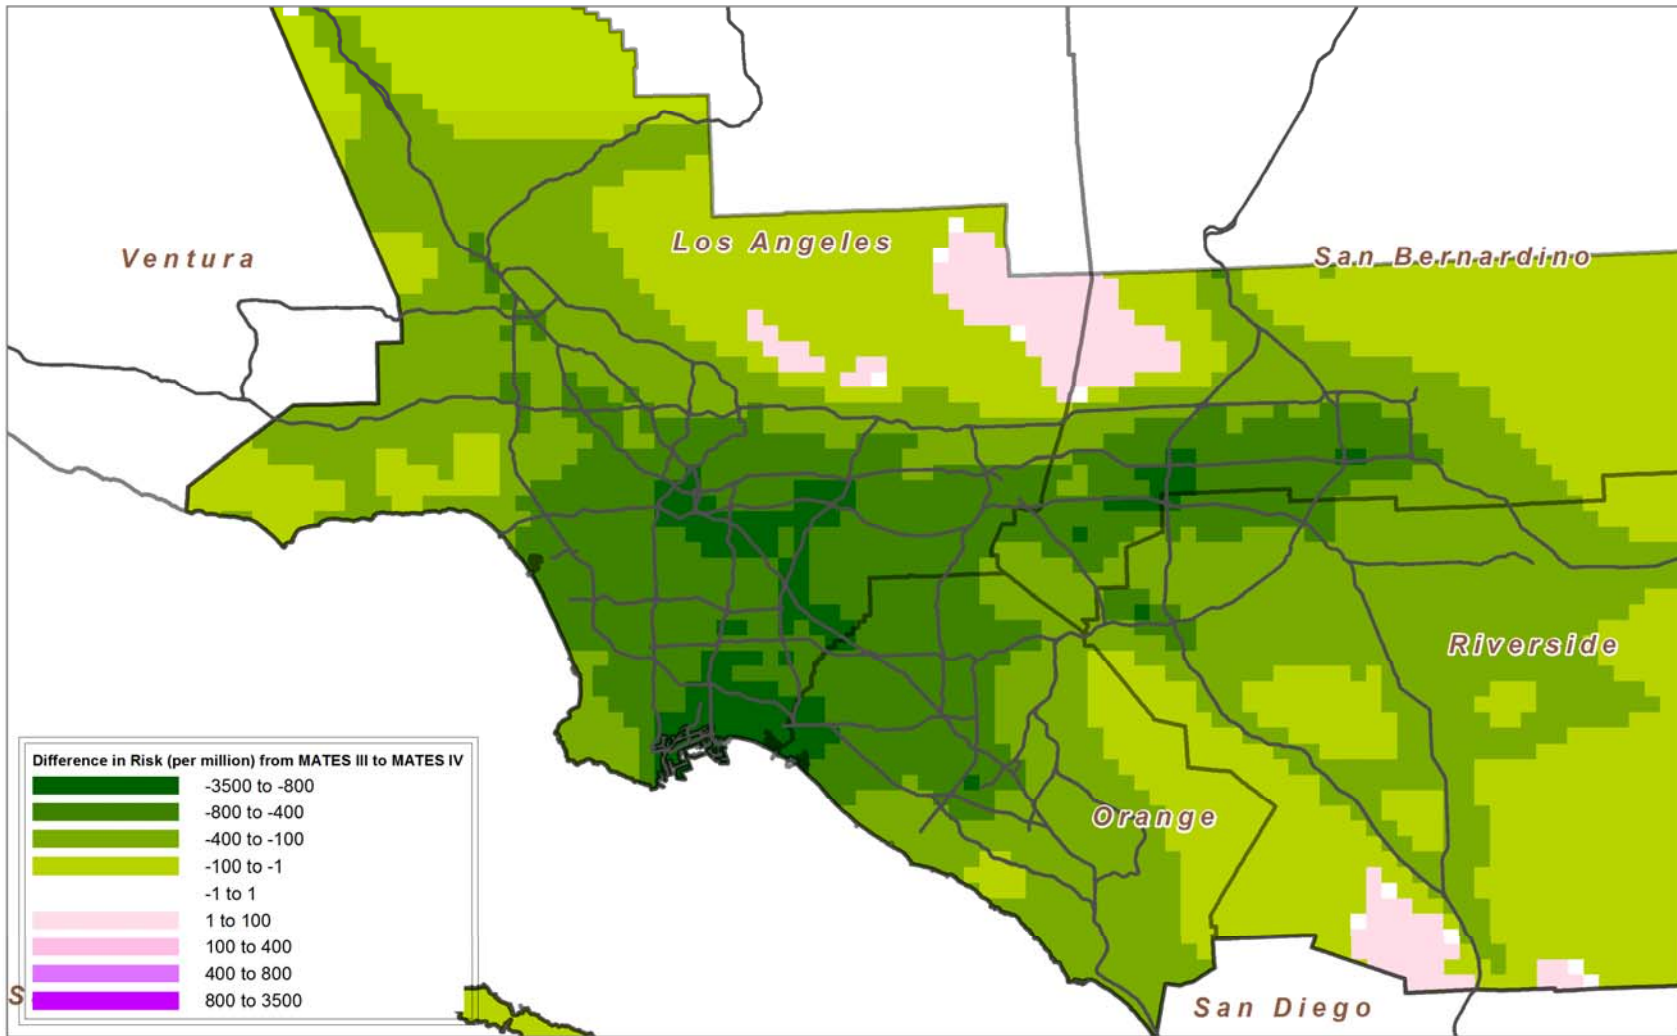 Ventura
Los Angeles
San Bernardino
Riverside
Orange
San Diego
S
Difference in Risk (per million) from MATES III to MATES IV
-3500 to -800
-800 to -400
-400 to -100
-100 to -1
-1 to 1
1 to 100
100 to 400
400 to 800
800 to 3500